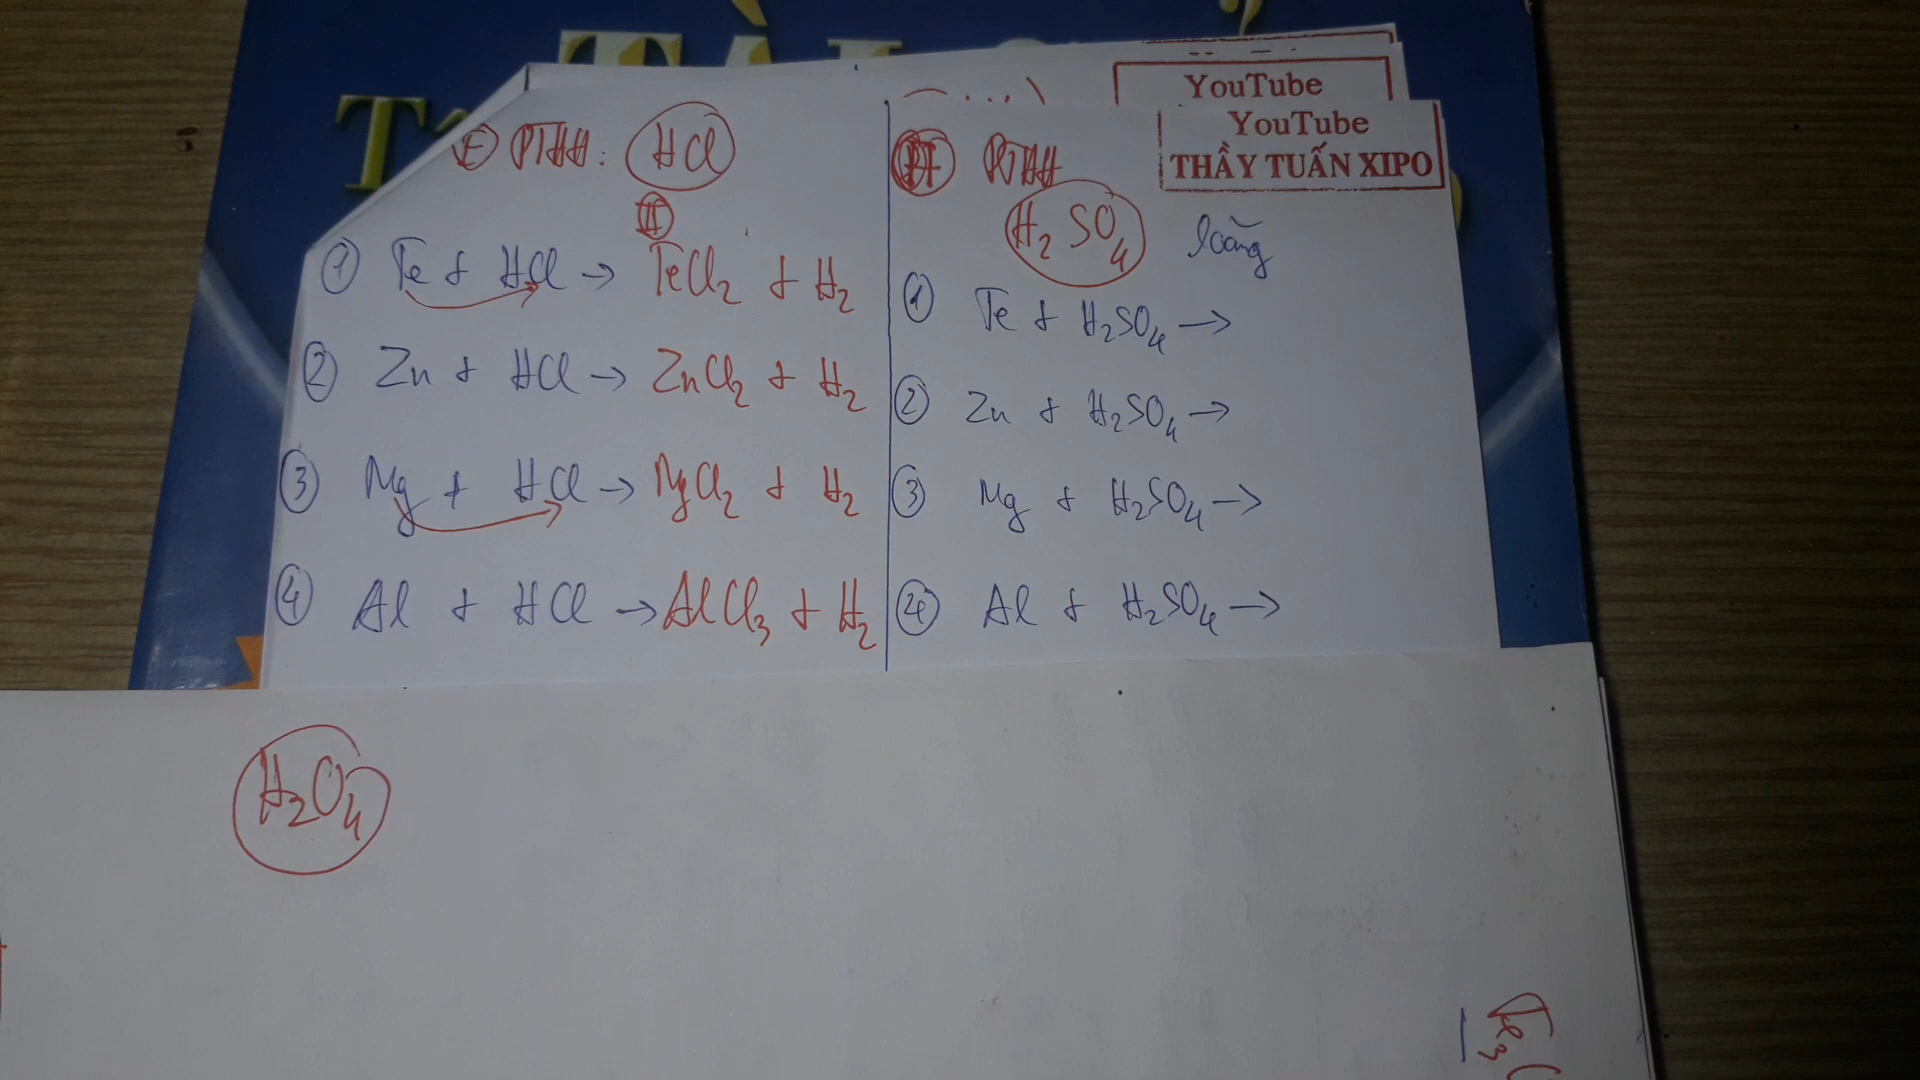 YouTube
YouTube
THẦY TUẤN XIPO
PTHH: HCl
II
① Fe + HCl → FeCl₂ + H₂
② Zn + HCl → ZnCl₂ + H₂
③ Mg + HCl → MgCl₂ + H₂
④ Al + HCl → AlCl₃ + H₂
PTHH
H₂SO₄ loãng
① Fe + H₂SO₄ →
② Zn + H₂SO₄ →
③ Mg + H₂SO₄ →
④ Al + H₂SO₄ →
H₂O₄